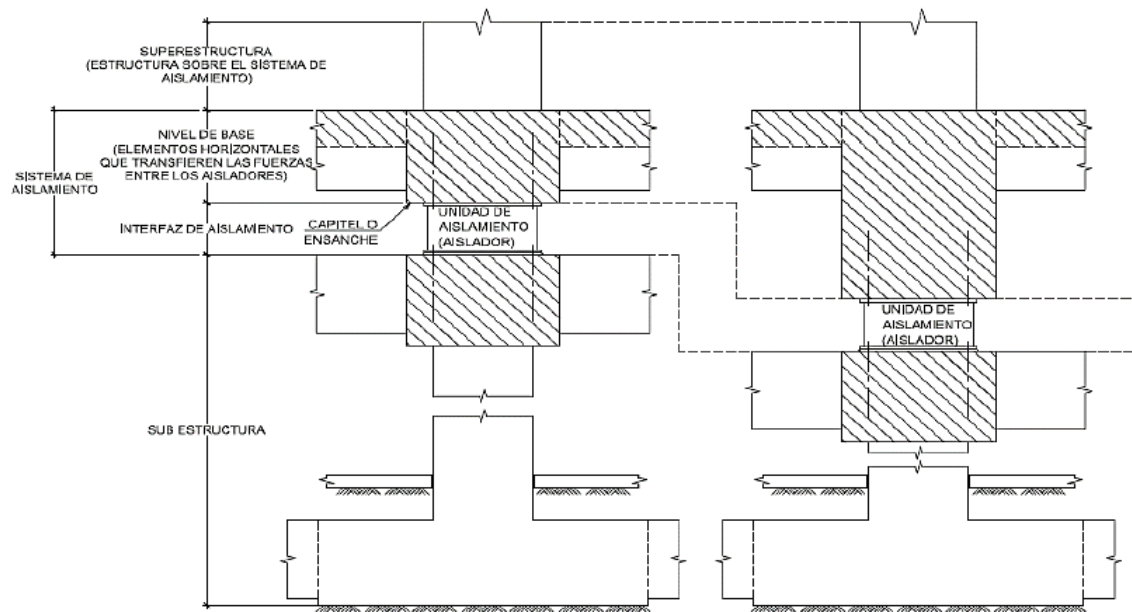 SUPERESTRUCTURA
(ESTRUCTURA SOBRE EL SISTEMA DE
AISLAMIENTO)
NIVEL DE BASE
(ELEMENTOS HORIZONTALES
QUE TRANSFIEREN LAS FUERZAS
ENTRE LOS AISLADORES)
SISTEMA DE
AISLAMIENTO
INTERFAZ DE AISLAMIENTO
CAPITEL O
ENSANCHE
UNIDAD DE
AISLAMIENTO
(AISLADOR)
UNIDAD DE
AISLAMIENTO
(AISLADOR)
SUB ESTRUCTURA